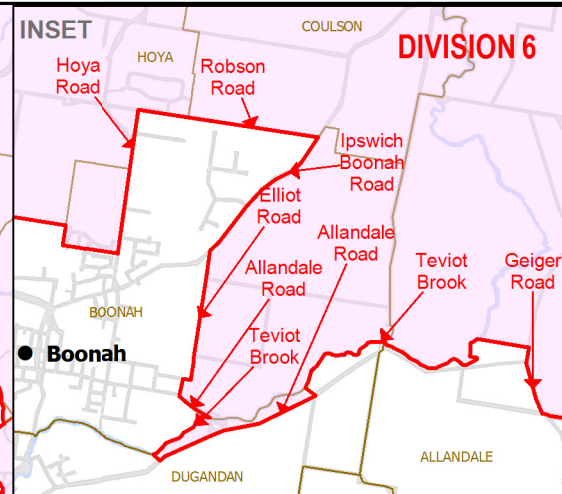 INSET
COULSON
DIVISION 6
HOYA
Hoya
Road
Robson
Road
Ipswich
Boonah
Road
Elliot
Road
Allandale
Road
Allandale
Road
Teviot
Brook
Geiger
Road
BOONAH
Teviot
Brook
Boonah
ALLANDALE
DUGANDAN